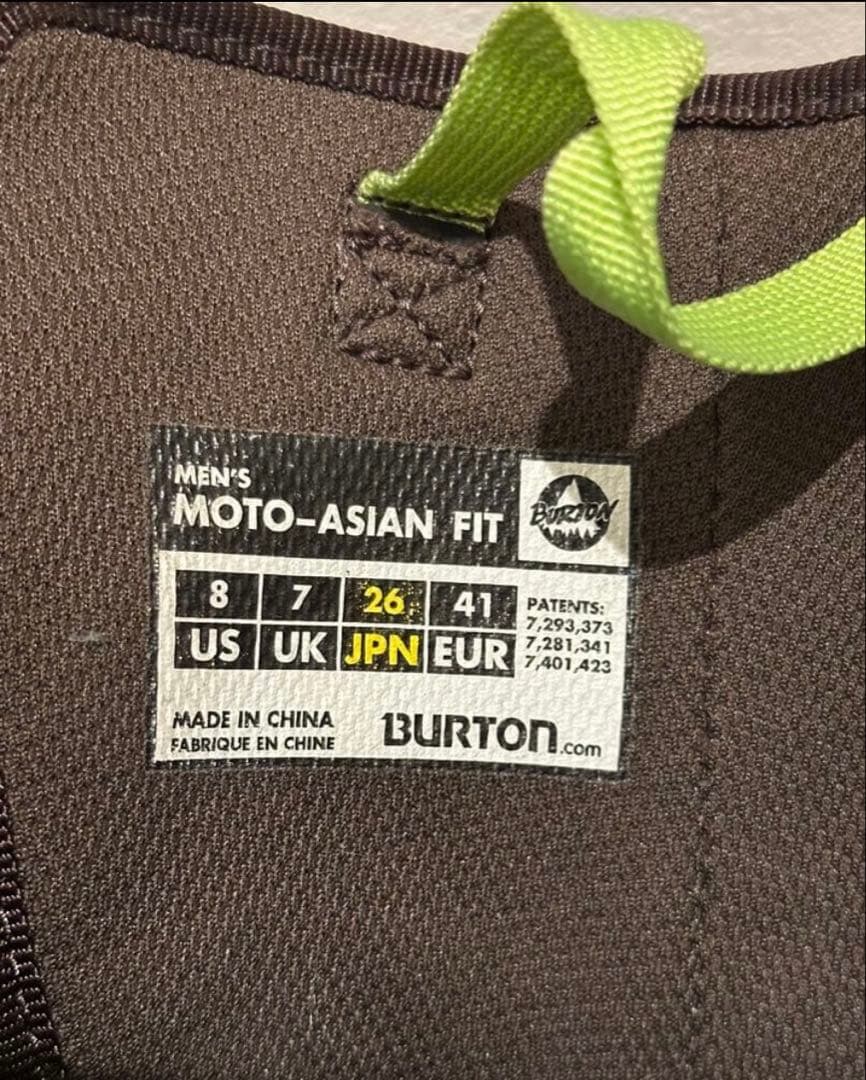 MEN'S
MOTO-ASIAN FIT
BURTON
8 7 26 41
US UK JPN EUR
PATENTS:
7,293,373
7,281,341
7,401,423
MADE IN CHINA
FABRIQUE EN CHINE
BURTON.com